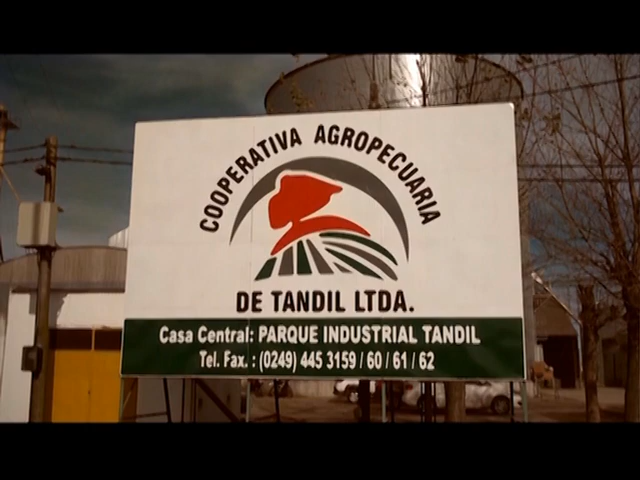 COOPERATIVA AGROPECUARIA
DE TANDIL LTDA.
Casa Central: PARQUE INDUSTRIAL TANDIL
Tel. Fax. : (0249) 445 3159 / 60 / 61 / 62